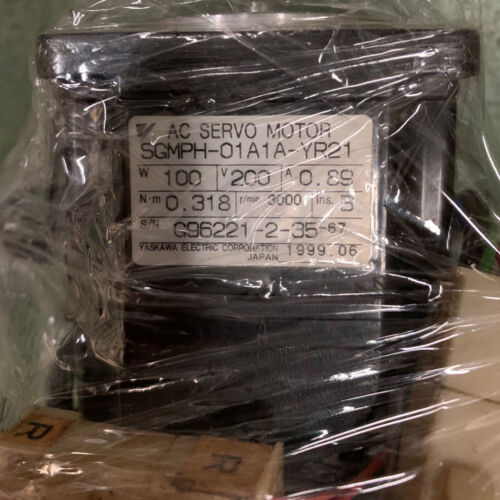 AC SERVO MOTOR
SGMPH-01A1A-YR21
W 100 V 200 A 0.89
N·m 0.318 r/min 3000 Ins. B
S/N G96221-2-35-67
YASKAWA ELECTRIC CORPORATION 1999.06
JAPAN
R
R